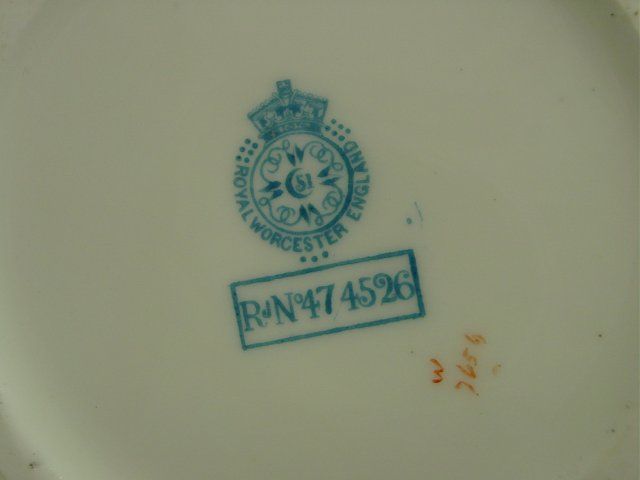 ROYAL WORCESTER ENGLAND
51
Rd No 474526
W